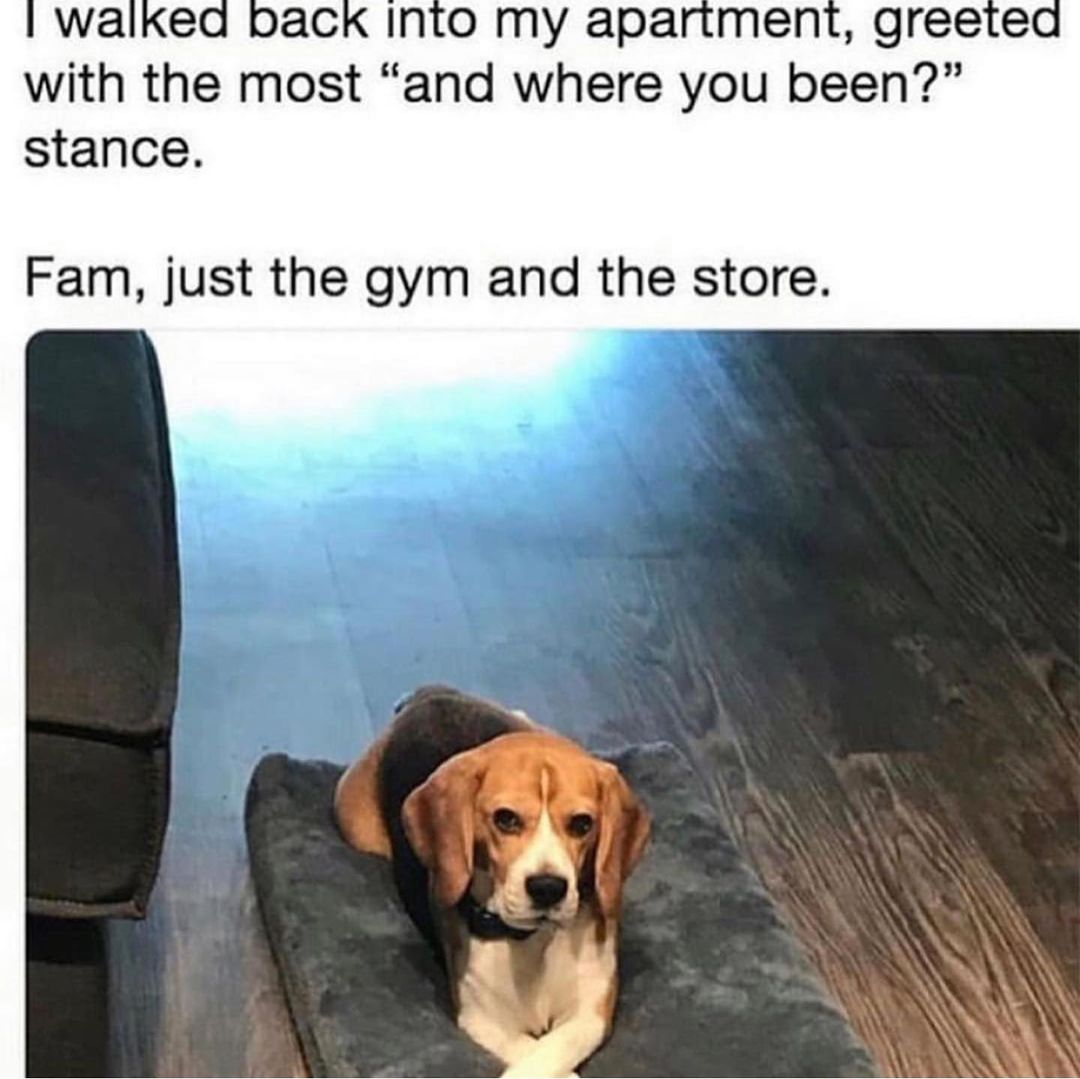 I walked back into my apartment, greeted
with the most “and where you been?”
stance.
Fam, just the gym and the store.